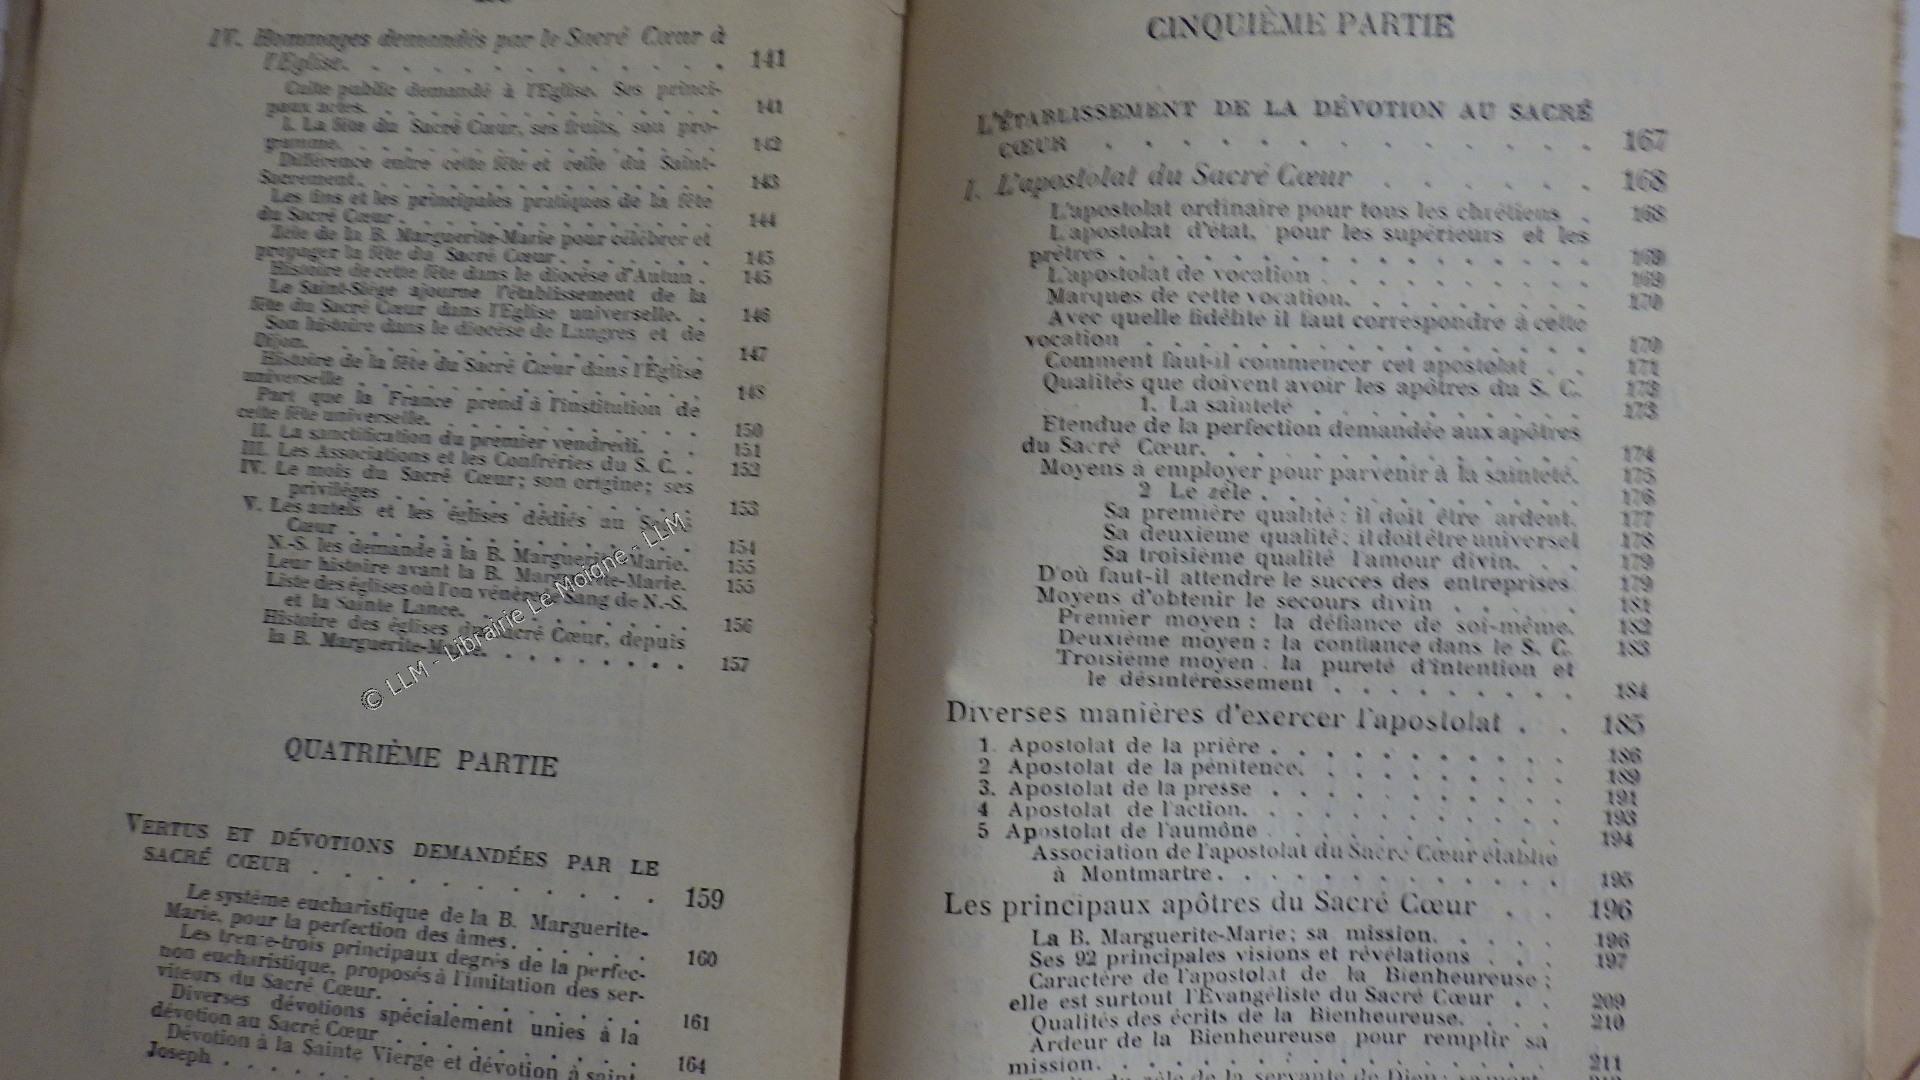 IV. Hommages demandés par le Sacré Cœur à
l'Eglise. . . . . . . . . . . . . 141
Culte public demandé à l'Eglise. Ses princi-
paux actes. . . . . . . . . . . . 141
I. La fête du Sacré Cœur, ses fruits, son pro-
gramme. . . . . . . . . . . . . 142
Différence entre cette fête et celle du Saint-
Sacrement. . . . . . . . . . . . 143
Les fins et les principales pratiques de la fête
du Sacré Cœur . . . . . . . . . . 144
Zèle de la B. Marguerite-Marie pour célébrer et
propager la fête du Sacré Cœur . . . . . . 145
Histoire de cette fête dans le diocèse d'Autun . 145
Le Saint-Siège ajourne l'établissement de la
fête du Sacré Cœur dans l'Eglise universelle. . 146
Son histoire dans le diocèse de Langres et de
Dijon. . . . . . . . . . . . . . 147
Histoire de la fête du Sacré Cœur dans l'Église
universelle . . . . . . . . . . . . 148
Part que la France prend à l'institution de
cette fête universelle. . . . . . . . . . 150
II. La sanctification du premier vendredi. . . 151
III. Les Associations et les Confréries du S. C. . 152
IV. Le mois du Sacré Cœur; son origine; ses
privilèges . . . . . . . . . . . . 153
V. Les autels et les églises dédiés au Sacré
Cœur . . . . . . . . . . . . . . 154
N.-S. les demande à la B. Marguerite-Marie. 155
Leur histoire avant la B. Marguerite-Marie. 155
Liste des églises où l'on vénère Sang de N.-S.
et la Sainte Lance. . . . . . . . . . 156
Histoire des églises du Sacré Cœur, depuis
la B. Marguerite-Marie. . . . . . . . . 157
© LLM - Librairie Le Moigne - LLM
QUATRIÈME PARTIE
VERTUS ET DÉVOTIONS DEMANDÉES PAR LE
SACRÉ CŒUR . . . . . . . . . . . 159
Le système eucharistique de la B. Marguerite-
Marie, pour la perfection des âmes. . . . . . 160
Les trente-trois principaux degrés de la perfec-
non eucharistique, proposés à l'imitation des ser-
viteurs du Sacré Cœur. . . . . . . . . . 161
Diverses dévotions spécialement unies à la
dévotion au Sacré Cœur . . . . . . . . . 164
Dévotion à la Sainte Vierge et dévotion à saint
Joseph . . . . . . . . . . . .
CINQUIÈME PARTIE
L'ÉTABLISSEMENT DE LA DÉVOTION AU SACRÉ
CŒUR . . . . . . . . . . . . . 167
I. L'apostolat du Sacré Cœur . . . . . . 168
L'apostolat ordinaire pour tous les chrétiens . 168
L'apostolat d'état, pour les supérieurs et les
prêtres . . . . . . . . . . . . . 169
L'apostolat de vocation . . . . . . . . . 169
Marques de cette vocation. . . . . . . . 170
Avec quelle fidélité il faut correspondre à cette
vocation . . . . . . . . . . . . . 170
Comment faut-il commencer cet apostolat . . 171
Qualités que doivent avoir les apôtres du S. C. 173
1. La sainteté . . . . . . . . . . 173
Etendue de la perfection demandée aux apôtres
du Sacré Cœur. . . . . . . . . . . 174
Moyens à employer pour parvenir à la sainteté. 175
2 Le zèle . . . . . . . . . . . . 176
Sa première qualité : il doit être ardent. 177
Sa deuxième qualité : il doit être universel 178
Sa troisième qualité l'amour divin. . . 179
D'où faut-il attendre le succès des entreprises 179
Moyens d'obtenir le secours divin . . . . . 181
Premier moyen : la défiance de soi-même. 182
Deuxième moyen : la confiance dans le S. C. 183
Troisième moyen : la pureté d'intention et
le désintéressement . . . . . . . . . 184
Diverses manières d'exercer l'apostolat . . 185
1. Apostolat de la prière . . . . . . . . . 186
2 Apostolat de la pénitence. . . . . . . . 189
3. Apostolat de la presse . . . . . . . . . 191
4 Apostolat de l'action. . . . . . . . . . 193
5 Apostolat de l'aumône . . . . . . . . . 194
Association de l'apostolat du Sacré Cœur établie
à Montmartre. . . . . . . . . . . . 195
Les principaux apôtres du Sacré Cœur . . 196
La B. Marguerite-Marie; sa mission. . . . . 196
Ses 92 principales visions et révélations . . . 197
Caractère de l'apostolat de la Bienheureuse;
elle est surtout l'Evangéliste du Sacré Cœur . . 209
Qualités des écrits de la Bienheureuse. . . . 210
Ardeur de la Bienheureuse pour remplir sa
mission. . . . . . . . . . . . . . 211